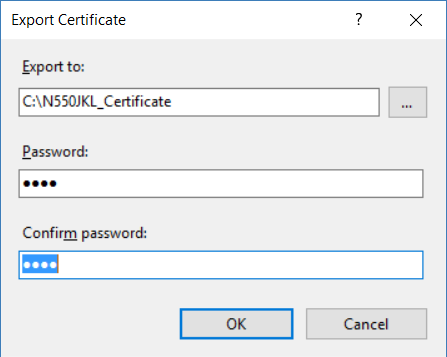 Export Certificate
?
Export to:
C:\N550JKL_Certificate
...
Password:
●●●●
Confirm password:
●●●●
OK
Cancel